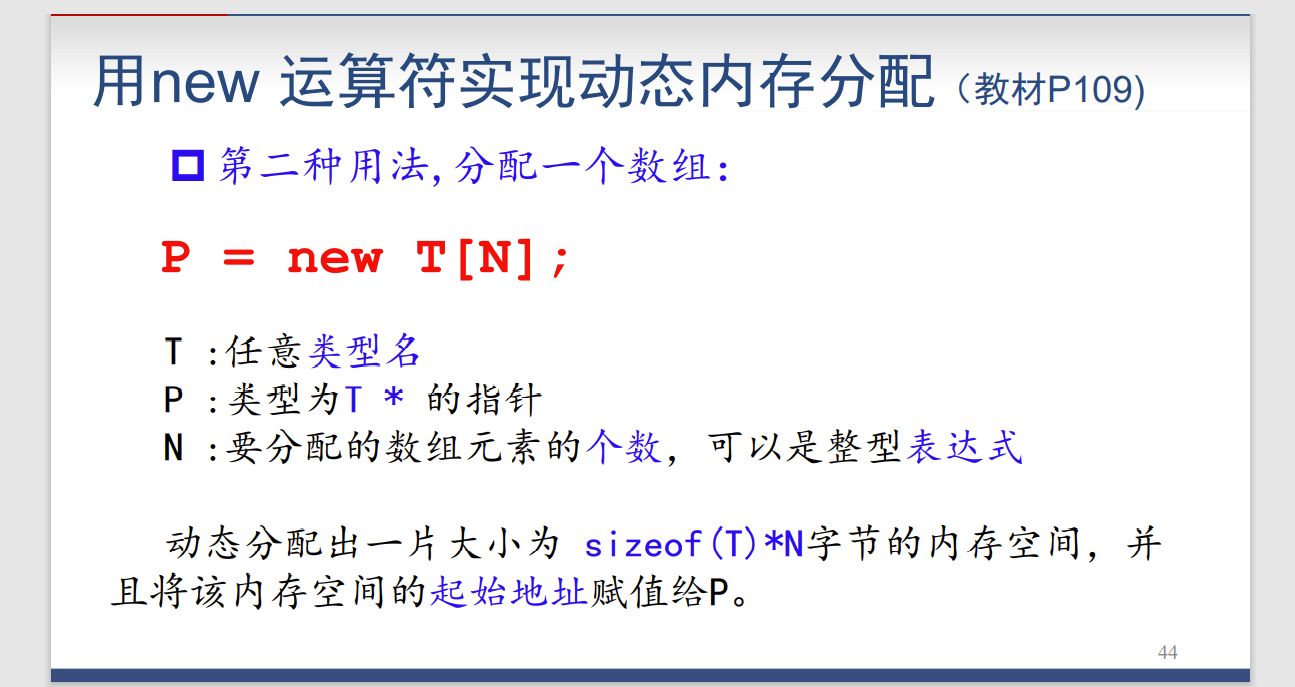 用new 运算符实现动态内存分配（教材P109)
第二种用法,分配一个数组：
P = new T[N];
T :任意类型名
P :类型为T * 的指针
N :要分配的数组元素的个数，可以是整型表达式
动态分配出一片大小为 sizeof(T)*N字节的内存空间，并
且将该内存空间的起始地址赋值给P。
44